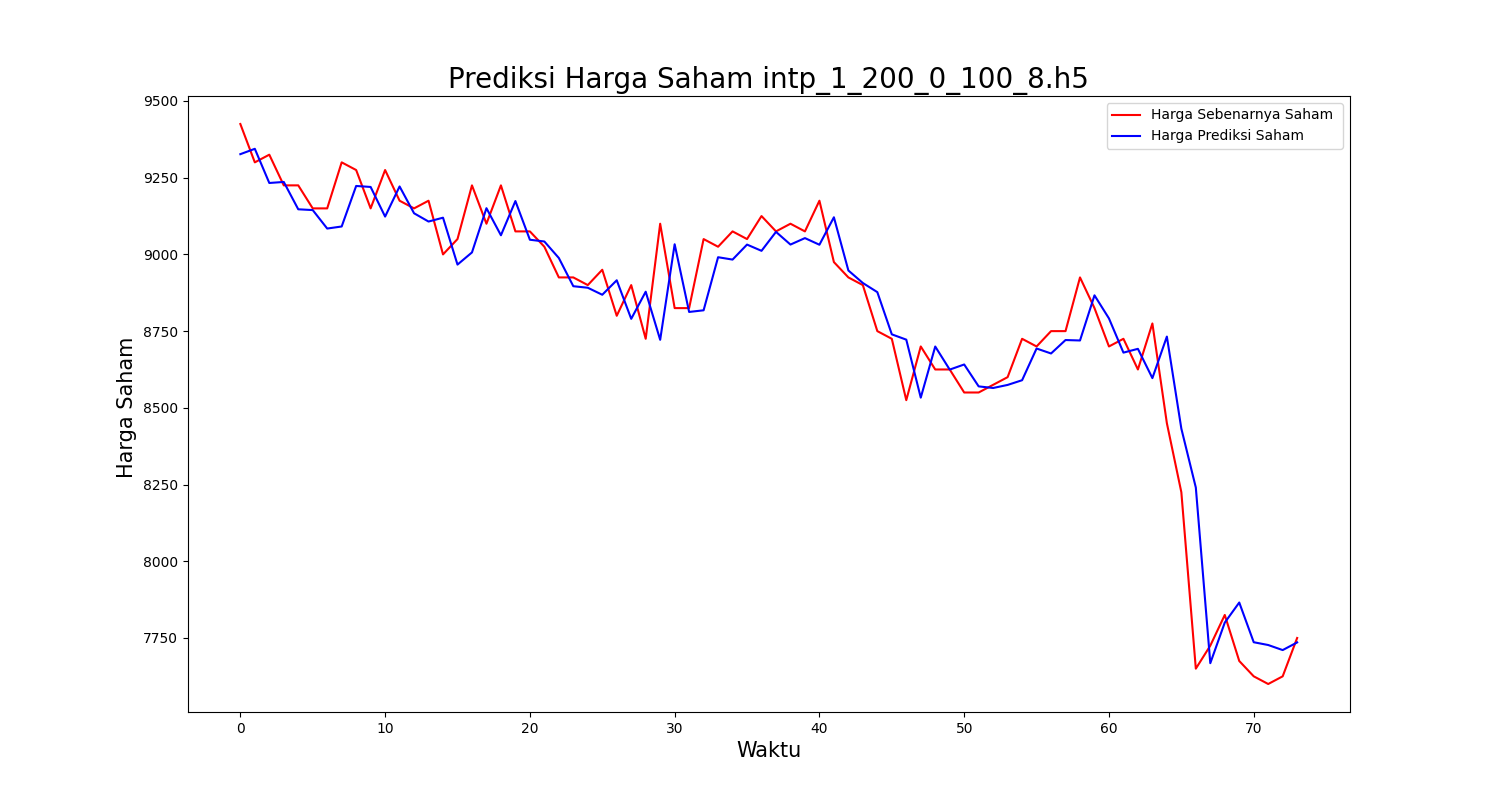 Prediksi Harga Saham intp_1_200_0_100_8.h5
Harga Sebenarnya Saham
Harga Prediksi Saham
Harga Saham
9500
9250
9000
8750
8500
8250
8000
7750
0 10 20 30 40 50 60 70
Waktu